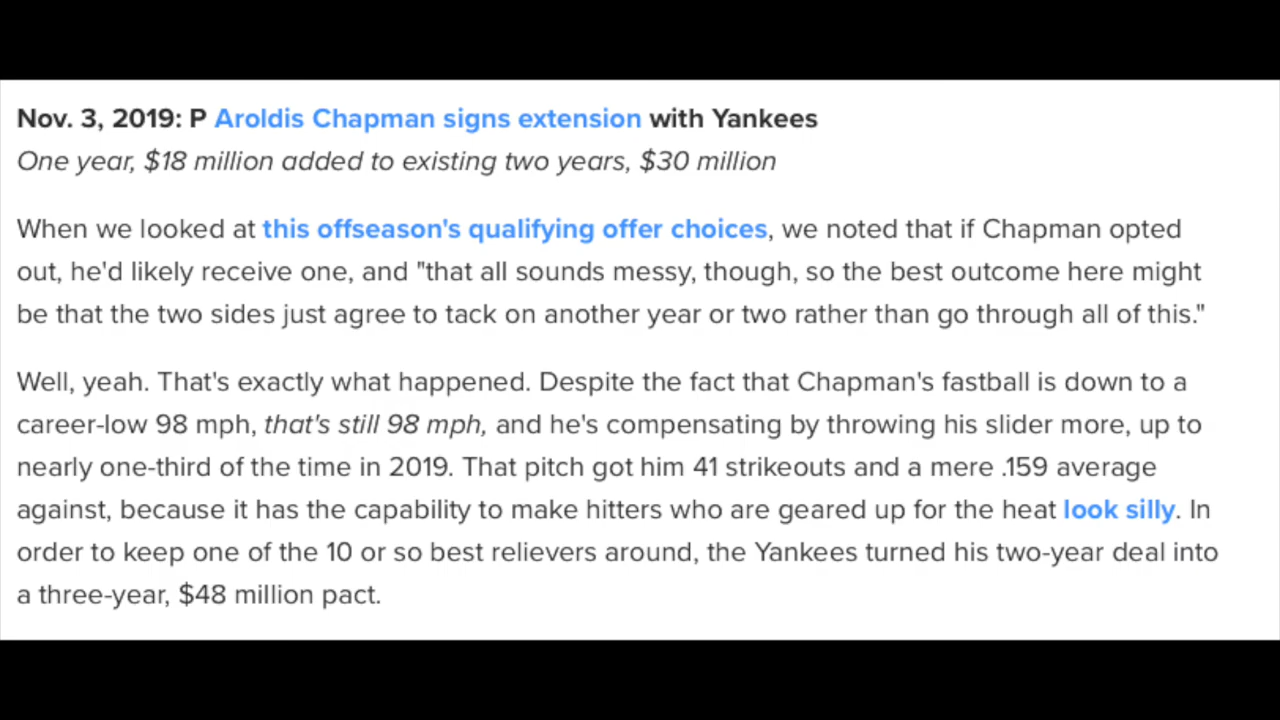 Nov. 3, 2019: P Aroldis Chapman signs extension with Yankees
One year, $18 million added to existing two years, $30 million
When we looked at this offseason's qualifying offer choices, we noted that if Chapman opted
out, he'd likely receive one, and "that all sounds messy, though, so the best outcome here might
be that the two sides just agree to tack on another year or two rather than go through all of this."
Well, yeah. That's exactly what happened. Despite the fact that Chapman's fastball is down to a
career-low 98 mph, that's still 98 mph, and he's compensating by throwing his slider more, up to
nearly one-third of the time in 2019. That pitch got him 41 strikeouts and a mere .159 average
against, because it has the capability to make hitters who are geared up for the heat look silly. In
order to keep one of the 10 or so best relievers around, the Yankees turned his two-year deal into
a three-year, $48 million pact.